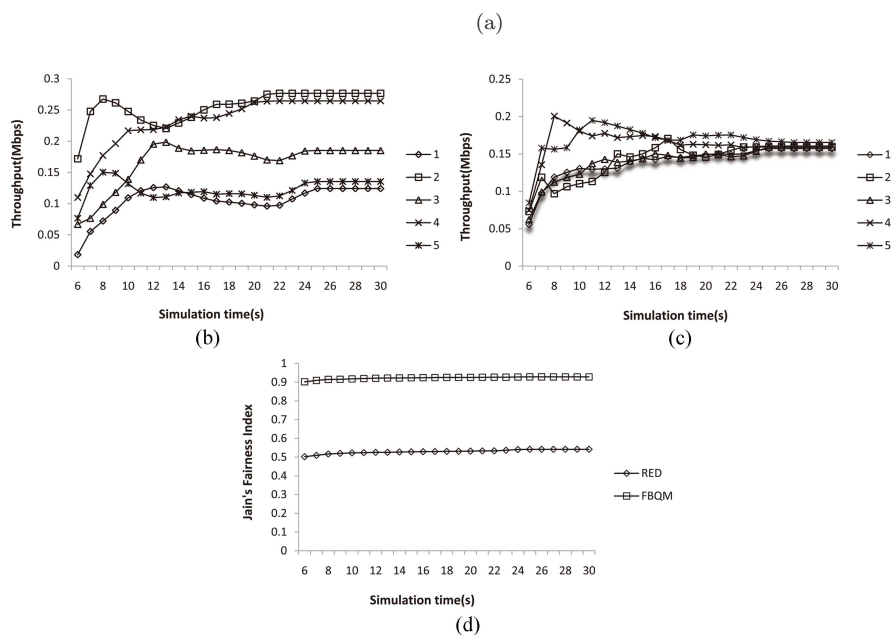 (a)
0.3
0.25
0.2
0.15
0.1
0.05
0
Throughput(Mbps)
6 8 10 12 14 16 18 20 22 24 26 28 30
Simulation time(s)
1
2
3
4
5
(b)
0.25
0.2
0.15
0.1
0.05
0
Throughput(Mbps)
6 8 10 12 14 16 18 20 22 24 26 28 30
Simulation time(s)
1
2
3
4
5
(c)
1
0.9
0.8
0.7
0.6
0.5
0.4
0.3
0.2
0.1
0
Jain's Fairness Index
6 8 10 12 14 16 18 20 22 24 26 28 30
Simulation time(s)
RED
FBQM
(d)